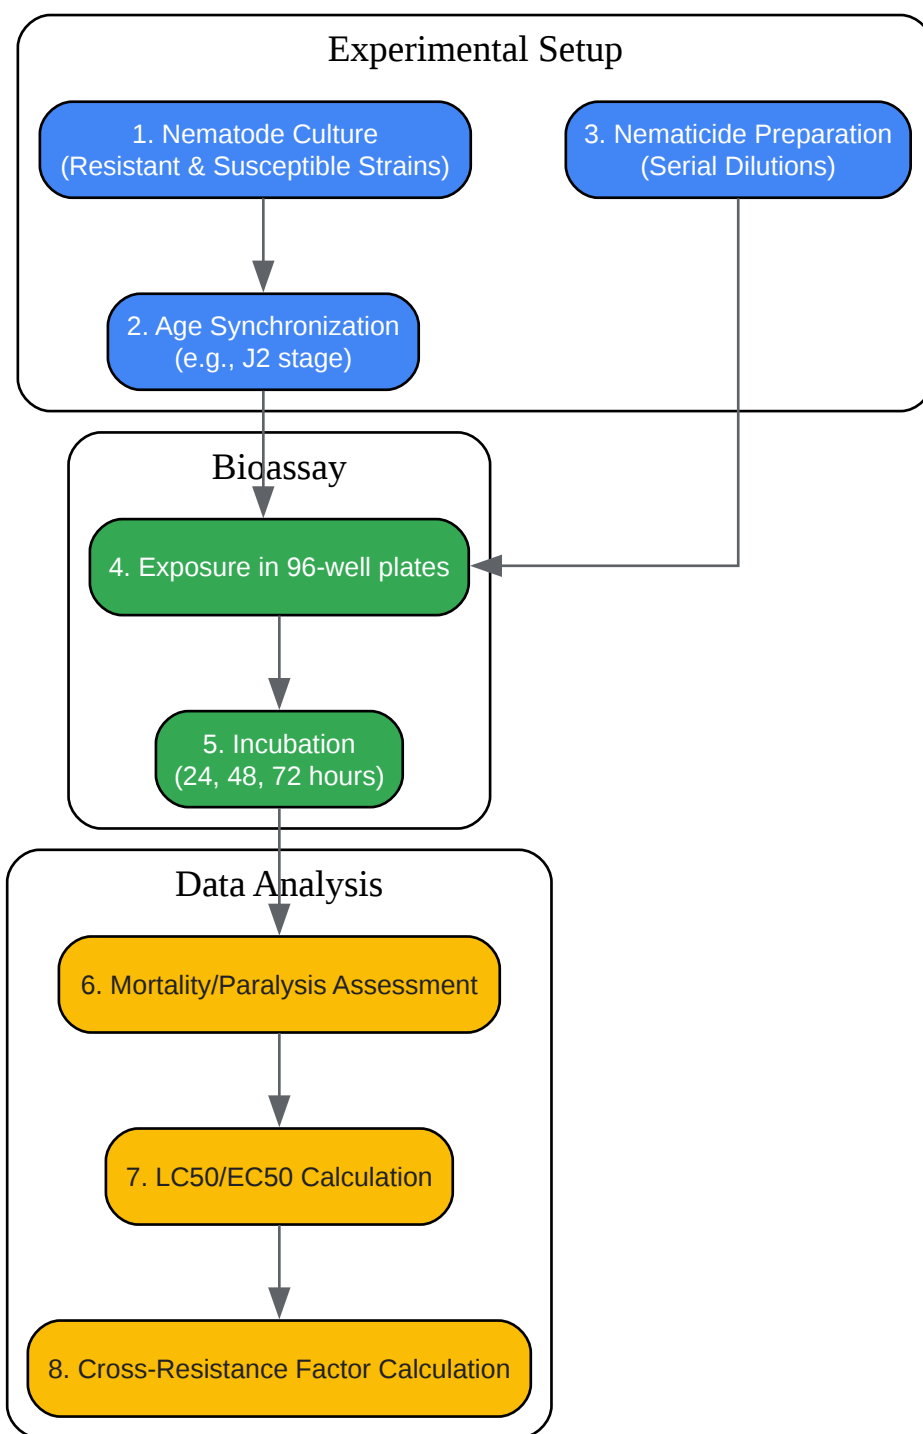 Experimental Setup
1. Nematode Culture
(Resistant & Susceptible Strains)
3. Nematicide Preparation
(Serial Dilutions)
2. Age Synchronization
(e.g., J2 stage)
Bioassay
4. Exposure in 96-well plates
5. Incubation
(24, 48, 72 hours)
Data Analysis
6. Mortality/Paralysis Assessment
7. LC50/EC50 Calculation
8. Cross-Resistance Factor Calculation